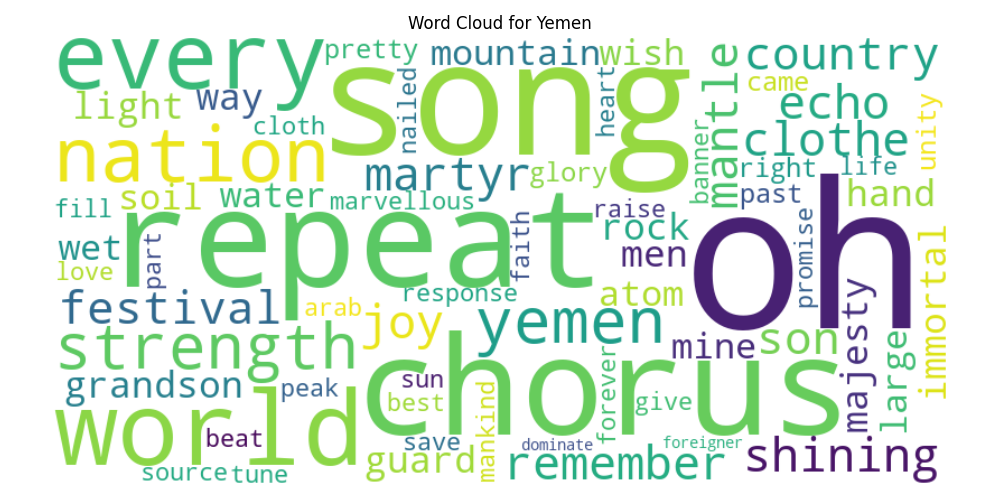 Word Cloud for Yemen
every
pretty
song
mountain
wish
mantle
country
came
light
way
nailed
heart
echo
unity
cloth
nation
banner
clothe
martyr
glory
right
life
soil
water
marvellous
past
hand
fill
repeat
raise
rock
oh
wet
part
faith
men
promise
immortal
love
response
atom
festival
arab
joy
yemen
majesty
strength
chorus
mine
son
large
grandson
peak
sun
best
forever
give
world
beat
save
mankind
dominate
foreigner
shining
source
tune
guard
remember